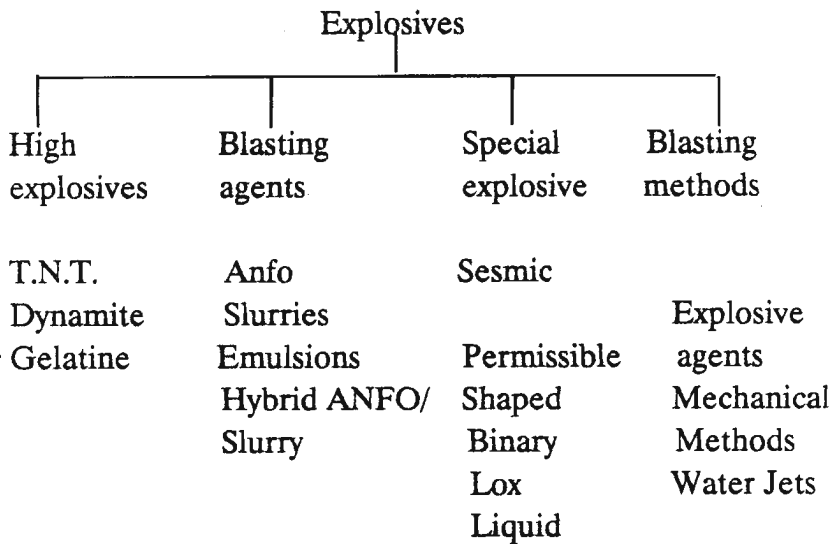 Explosives
High explosives
T.N.T.
Dynamite
Gelatine
Blasting agents
Anfo
Slurries
Emulsions
Hybrid ANFO/
Slurry
Special explosive
Sesmic
Permissible
Shaped
Binary
Lox
Liquid
Blasting methods
Explosive
agents
Mechanical
Methods
Water Jets